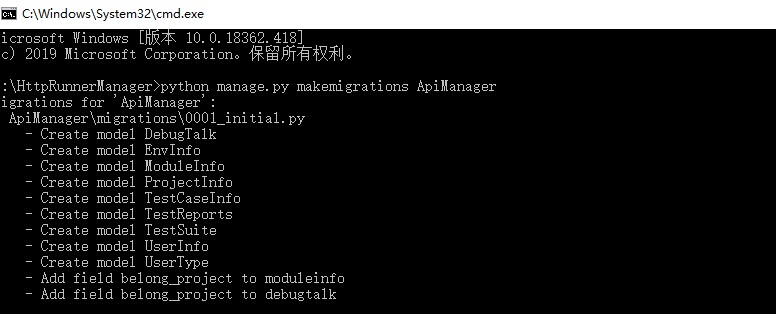 C:\Windows\System32\cmd.exe
icrosoft Windows [版本 10.0.18362.418]
c) 2019 Microsoft Corporation。保留所有权利。
:\HttpRunnerManager>python manage.py makemigrations ApiManager
igrations for 'ApiManager':
ApiManager\migrations\0001_initial.py
- Create model DebugTalk
- Create model EnvInfo
- Create model ModuleInfo
- Create model ProjectInfo
- Create model TestCaseInfo
- Create model TestReports
- Create model TestSuite
- Create model UserInfo
- Create model UserType
- Add field belong_project to moduleinfo
- Add field belong_project to debugtalk